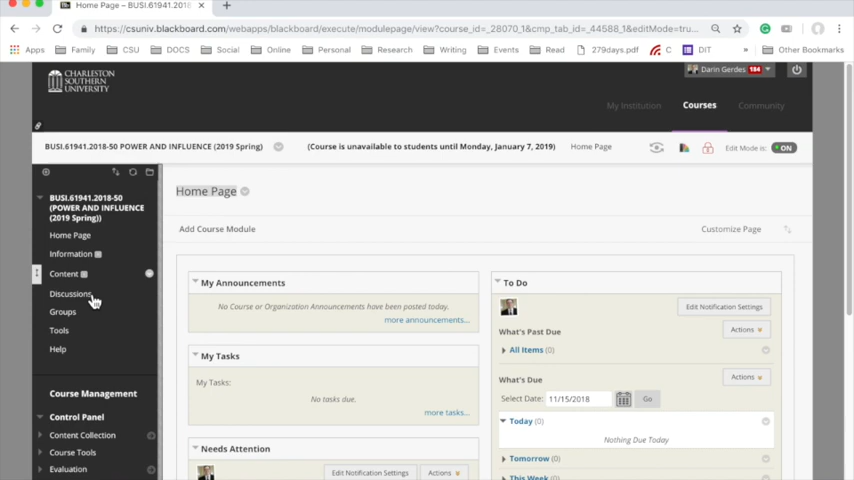 Home Page – BUSI.61941.2018-
https://csuniv.blackboard.com/webapps/blackboard/execute/modulepage/view?course_id=_28070_1&cmp_tab_id=_44588_1&editMode=tru...
Apps Family CSU DOCS Social Online Personal Research Writing Events Read 279days.pdf C DIT » Other Bookmarks
CHARLESTON
SOUTHERN
UNIVERSITY
Darin Gerdes 184
My Institution Courses Community
BUSI.61941.2018-50 POWER AND INFLUENCE (2019 Spring) (Course is unavailable to students until Monday, January 7, 2019) Home Page Edit Mode is: ON
BUSI.61941.2018-50
(POWER AND INFLUENCE
(2019 Spring))
Home Page
Information
Content
Discussions
Groups
Tools
Help
Course Management
Control Panel
Content Collection
Course Tools
Evaluation
Home Page
Add Course Module Customize Page
My Announcements
No Course or Organization Announcements have been posted today.
more announcements...
My Tasks
My Tasks:
No tasks due.
more tasks...
Needs Attention
Edit Notification Settings Actions
To Do
Edit Notification Settings
What's Past Due
Actions
All Items (0)
What's Due
Actions
Select Date: 11/15/2018 Go
Today (0)
Nothing Due Today
Tomorrow (0)
This Week (0)